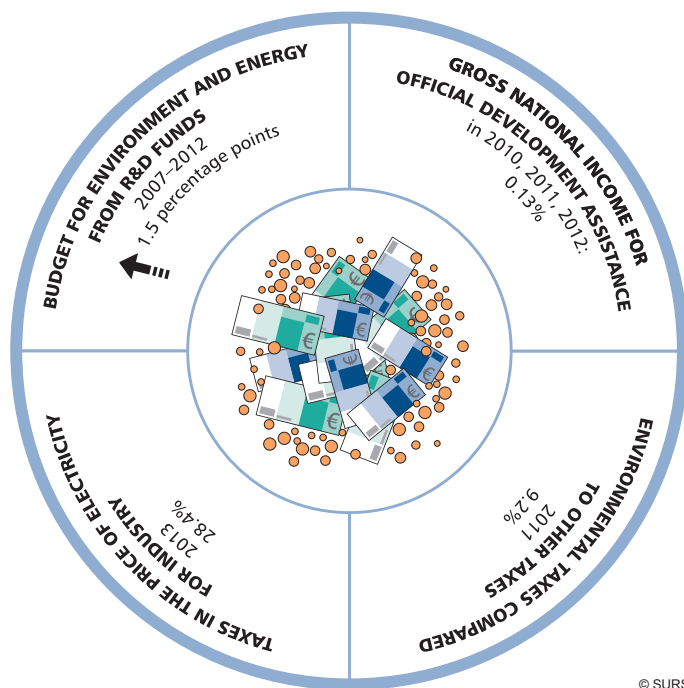 BUDGET FOR ENVIRONMENT AND ENERGY
FROM R&D FUNDS
2007–2012
1.5 percentage points
GROSS NATIONAL INCOME FOR
OFFICIAL DEVELOPMENT ASSISTANCE
in 2010, 2011, 2012:
0.13%
TAXES IN THE PRICE OF ELECTRICITY
FOR INDUSTRY
2013
28.4%
ENVIRONMENTAL TAXES COMPARED
TO OTHER TAXES
2011
9.2%
© SURS